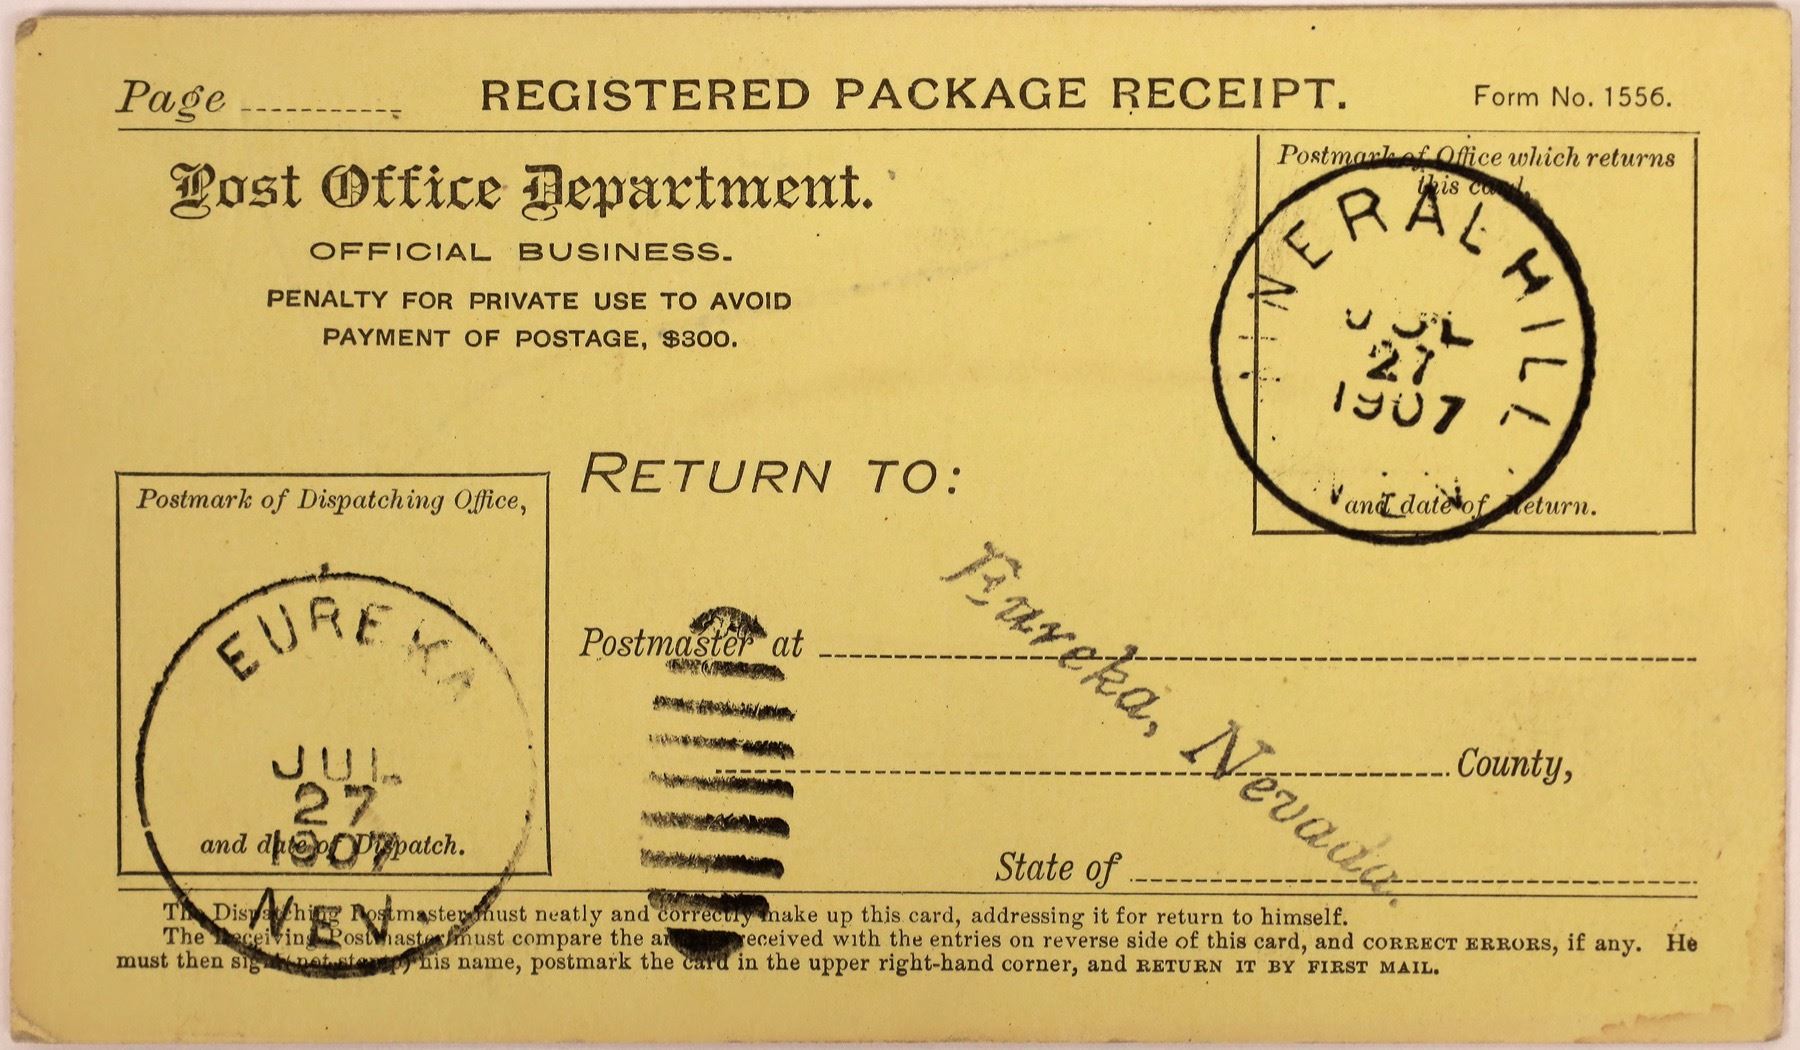 Page
REGISTERED PACKAGE RECEIPT.
Form No. 1556.
Post Office Department.
OFFICIAL BUSINESS.
PENALTY FOR PRIVATE USE TO AVOID
PAYMENT OF POSTAGE, $300.
Postmark of Office which returns
this card,
MINERAL HILL
JUL
27
1907
NEV
and date of Return.
RETURN TO:
Postmark of Dispatching Office,
EUREKA
JUL
27
1907
NEV.
and date of Dispatch.
Postmaster at
Eureka, Nevada.
County,
State of
The Dispatching Postmaster must neatly and correctly make up this card, addressing it for return to himself.
The Receiving Postmaster must compare the articles received with the entries on reverse side of this card, and CORRECT ERRORS, if any. He
must then sign (not stamp) his name, postmark the card in the upper right-hand corner, and RETURN IT BY FIRST MAIL.